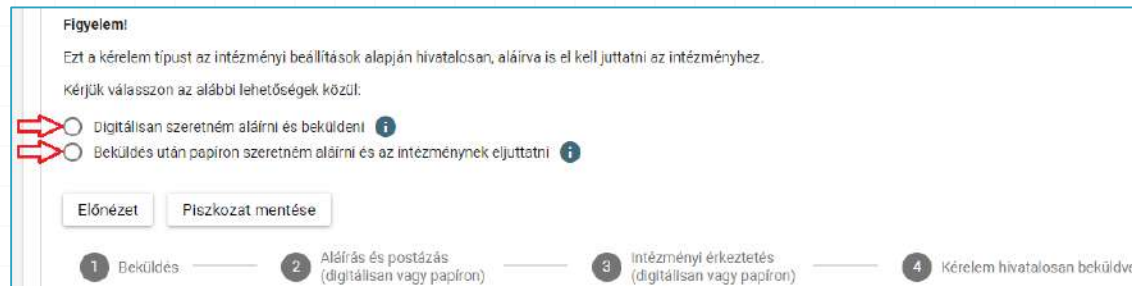 Figyelem!
Ezt a kérelem típust az intézményi beállítások alapján hivatalosan, aláírva is el kell juttatni az intézményhez.
Kérjük válasszon az alábbi lehetőségek közül:
Digitálisan szeretném aláírni és beküldeni i
Beküldés után papíron szeretném aláírni és az intézménynek eljuttatni i
Előnézet Piszkozat mentése
1 Beküldés 2 Aláírás és postázás 3 Intézményi érkeztetés 4 Kérelem hivatalosan beküldve
(digitálisan vagy papíron) (digitálisan vagy papíron)